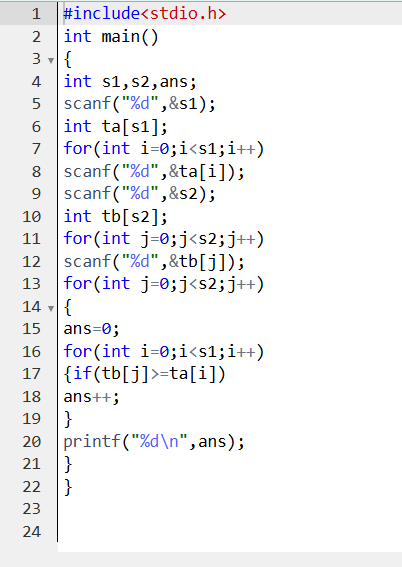 1 #include<stdio.h>
2 int main()
3 {
4 int s1,s2,ans;
5 scanf("%d",&s1);
6 int ta[s1];
7 for(int i=0;i<s1;i++)
8 scanf("%d",&ta[i]);
9 scanf("%d",&s2);
10 int tb[s2];
11 for(int j=0;j<s2;j++)
12 scanf("%d",&tb[j]);
13 for(int j=0;j<s2;j++)
14 {
15 ans=0;
16 for(int i=0;i<s1;i++)
17 {if(tb[j]>=ta[i])
18 ans++;
19 }
20 printf("%d\n",ans);
21 }
22 }
23
24